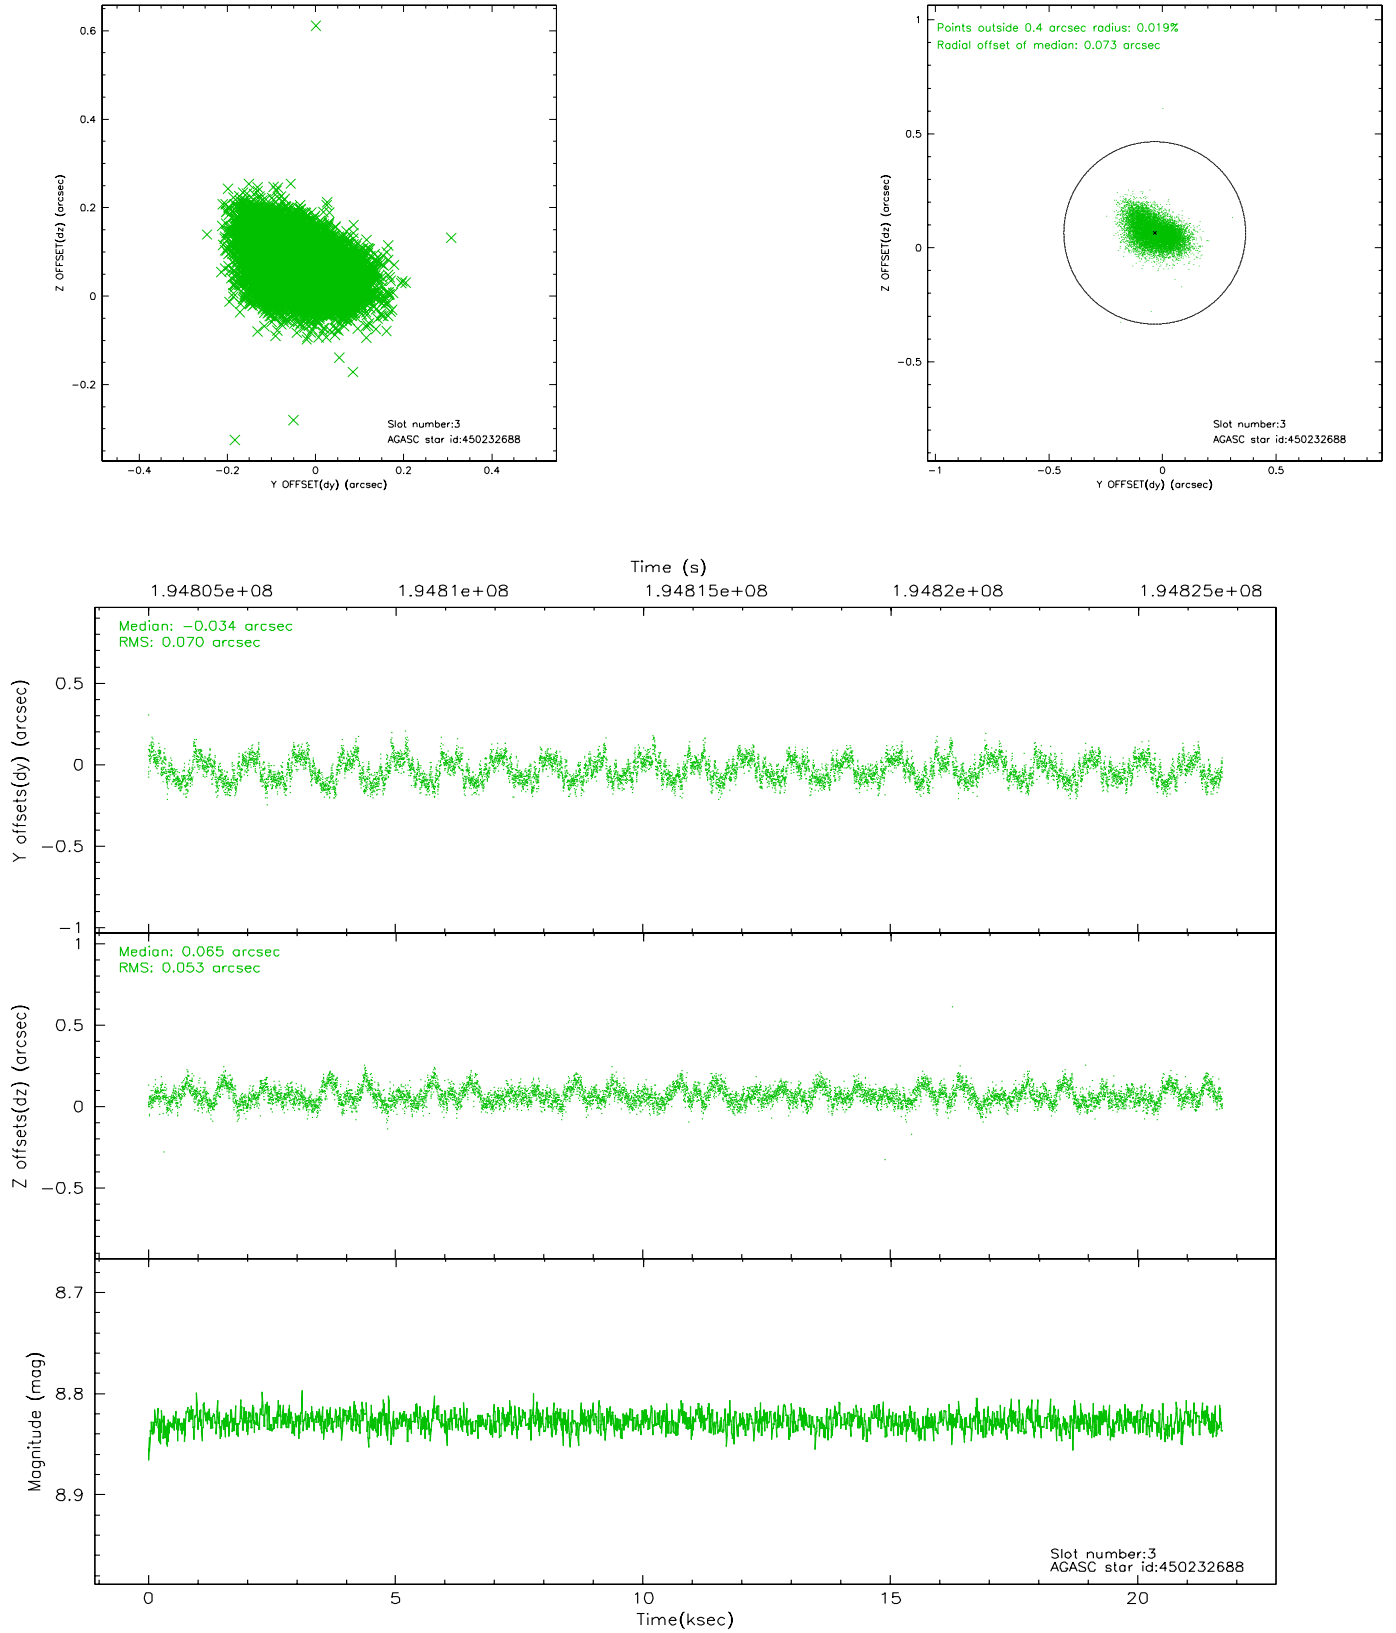 0.6
0.4
0.2
0
−0.2
Z OFFSET(dz) (arcsec)
Slot number:3
AGASC star id:450232688
−0.4 −0.2 0 0.2 0.4
Y OFFSET(dy) (arcsec)
Points outside 0.4 arcsec radius: 0.019%
Radial offset of median: 0.073 arcsec
1
0.5
0
−0.5
Z OFFSET(dz) (arcsec)
Slot number:3
AGASC star id:450232688
−1 −0.5 0 0.5
Y OFFSET(dy) (arcsec)
Time (s)
1.94805e+08 1.9481e+08 1.94815e+08 1.9482e+08 1.94825e+08
Median: −0.034 arcsec
RMS: 0.070 arcsec
0.5
0
−0.5
−1
Y offsets(dy) (arcsec)
Median: 0.065 arcsec
RMS: 0.053 arcsec
1
0.5
0
−0.5
Z offsets(dz) (arcsec)
8.7
8.8
8.9
Magnitude (mag)
Slot number:3
AGASC star id:450232688
0 5 10 15 20
Time(ksec)